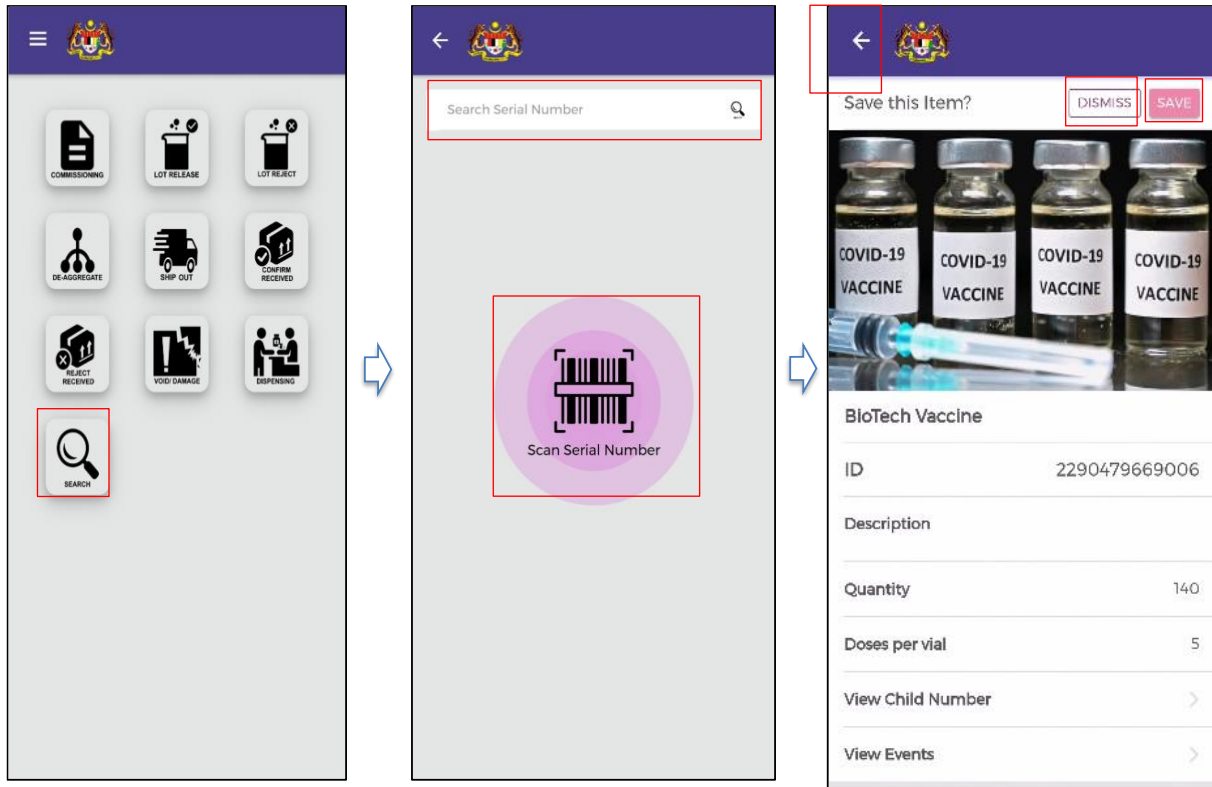 COMMISSIONING
LOT RELEASE
LOT REJECT
DE-AGGREGATE
SHIP OUT
CONFIRM
RECEIVED
REJECT
RECEIVED
VOID/ DAMAGE
DISPENSING
SEARCH
Search Serial Number
Scan Serial Number
Save this Item?
DISMISS
SAVE
COVID-19
VACCINE
COVID-19
VACCINE
COVID-19
VACCINE
COVID-19
VACCINE
BioTech Vaccine
ID 2290479669006
Description
Quantity 140
Doses per vial 5
View Child Number
View Events